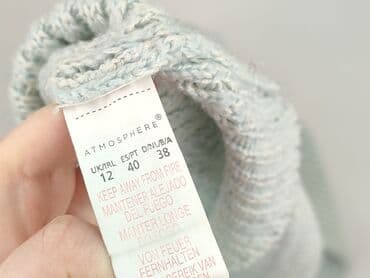 ATMOSPHERE®
UK/IRL ES/PT D/NL/B/A
12 40 38
KEEP AWAY FROM FIRE
MANTENER ALEJADO
DEL FUEGO
MANTER LONGE
VON FEUER
FERNHALTEN